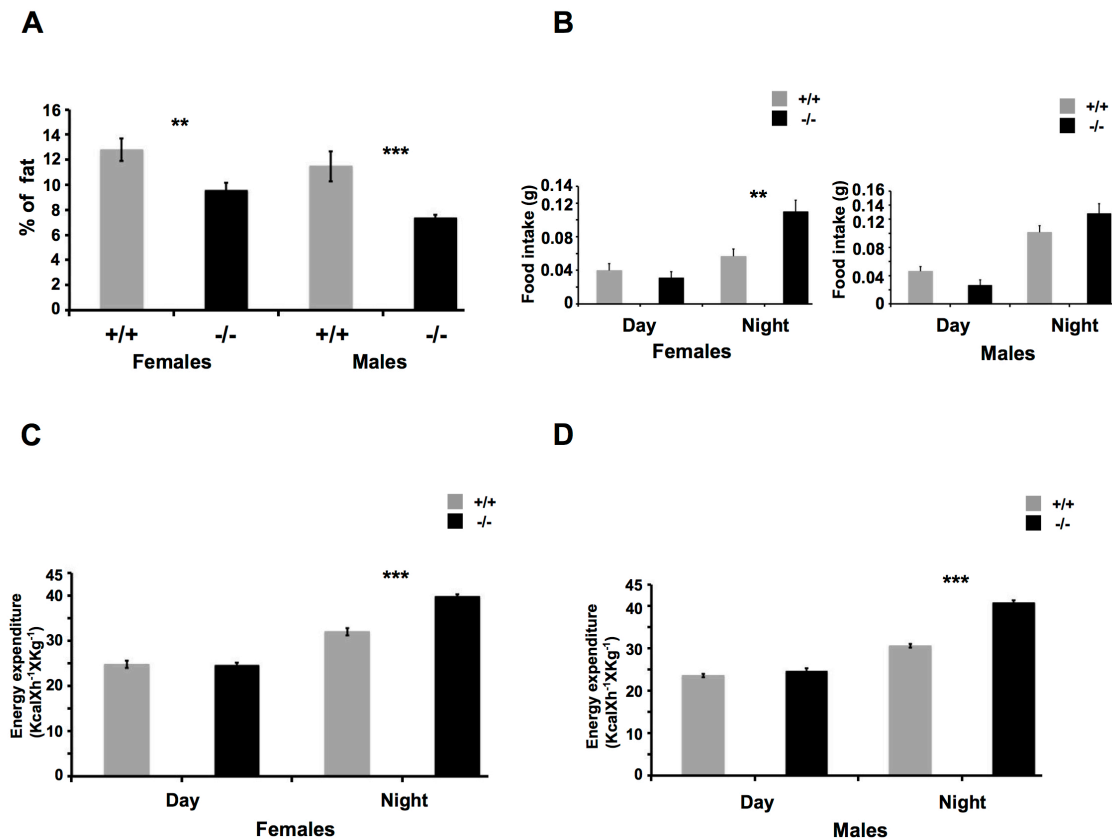 A
% of fat
16
14
12
10
8
6
4
2
0
**
***
+/+ -/- +/+ -/-
Females Males
B
+/+
-/-
Food intake (g)
0.14
0.12
0.08
0.04
0
**
Day Night
Females
+/+
-/-
Food intake (g)
0.16
0.14
0.12
0.08
0.04
0
Day Night
Males
C
+/+
-/-
Energy expenditure
(KcalXh⁻¹XKg⁻¹)
45
40
30
20
10
0
***
Day Night
Females
D
+/+
-/-
Energy expenditure
(KcalXh⁻¹XKg⁻¹)
45
40
30
20
10
0
***
Day Night
Males